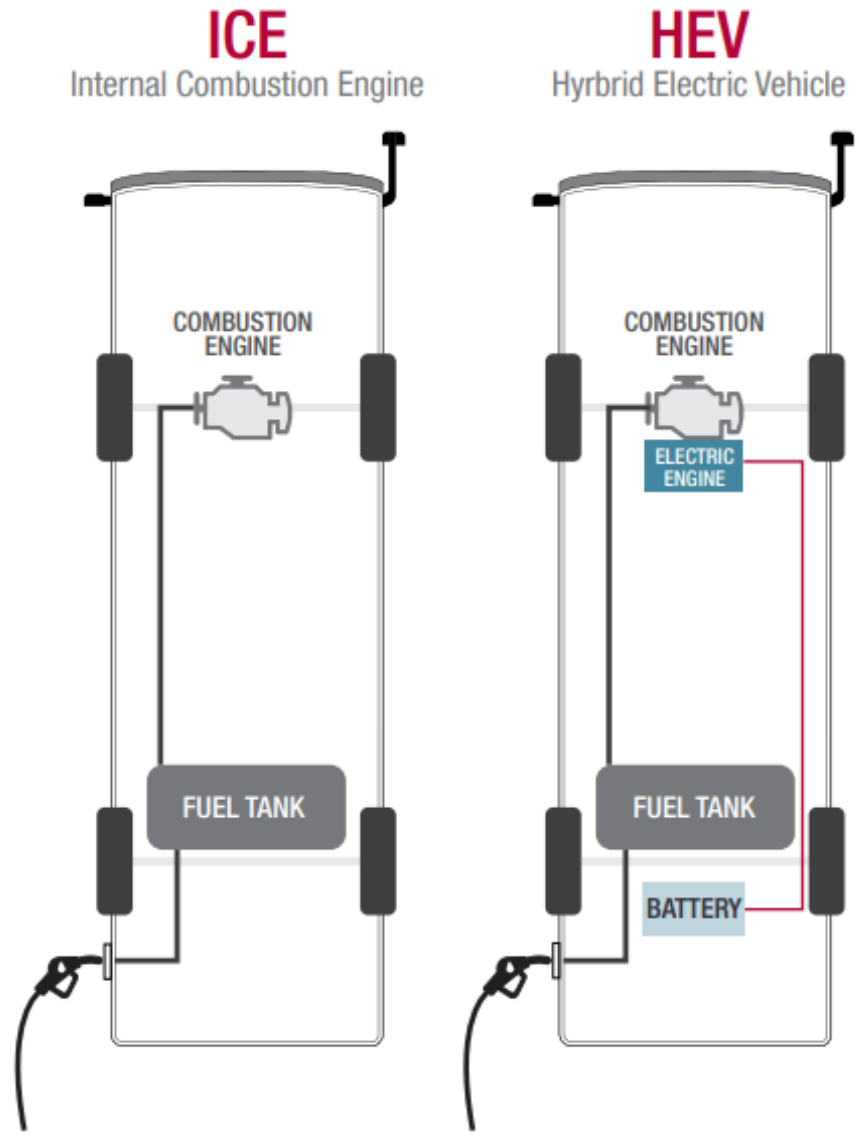 ICE
Internal Combustion Engine
COMBUSTION
ENGINE
FUEL TANK
HEV
Hyrbrid Electric Vehicle
COMBUSTION
ENGINE
ELECTRIC
ENGINE
FUEL TANK
BATTERY